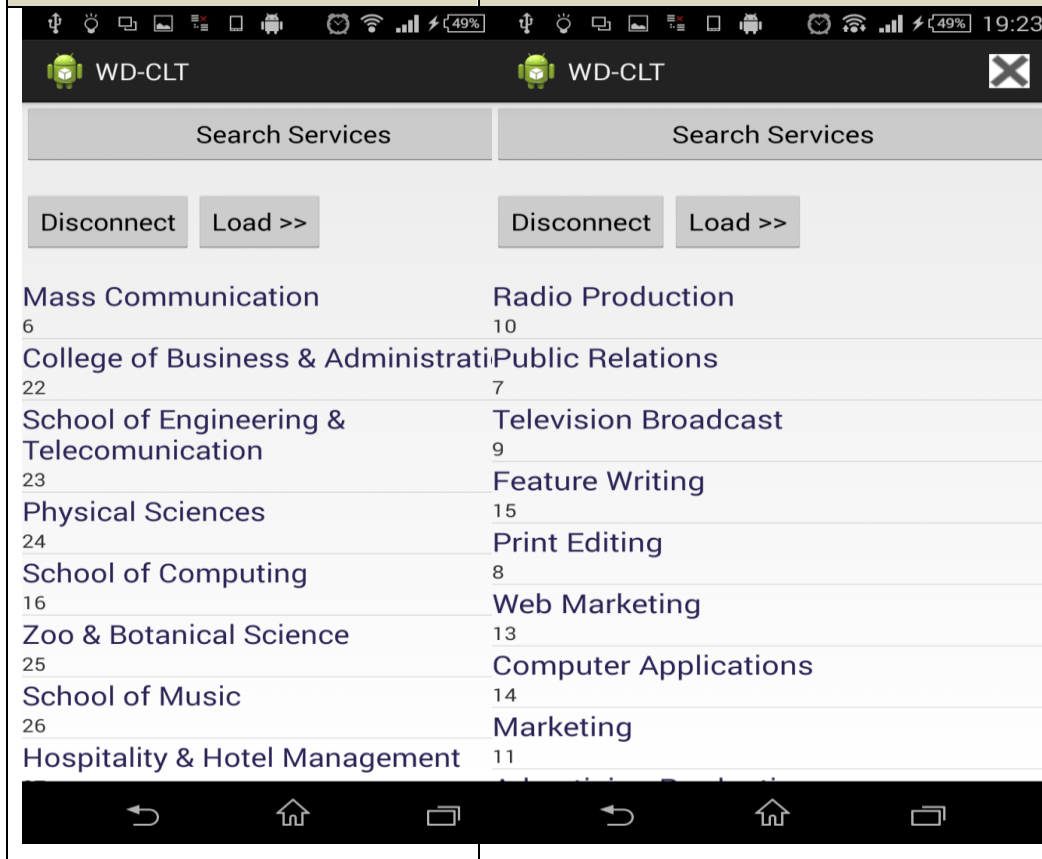 49%
WD-CLT
Search Services
Disconnect Load >>
Mass Communication
6
College of Business & Administrati
22
School of Engineering &
Telecomunication
23
Physical Sciences
24
School of Computing
16
Zoo & Botanical Science
25
School of Music
26
Hospitality & Hotel Management
49% 19:23
WD-CLT
Search Services
Disconnect Load >>
Radio Production
10
Public Relations
7
Television Broadcast
9
Feature Writing
15
Print Editing
8
Web Marketing
13
Computer Applications
14
Marketing
11